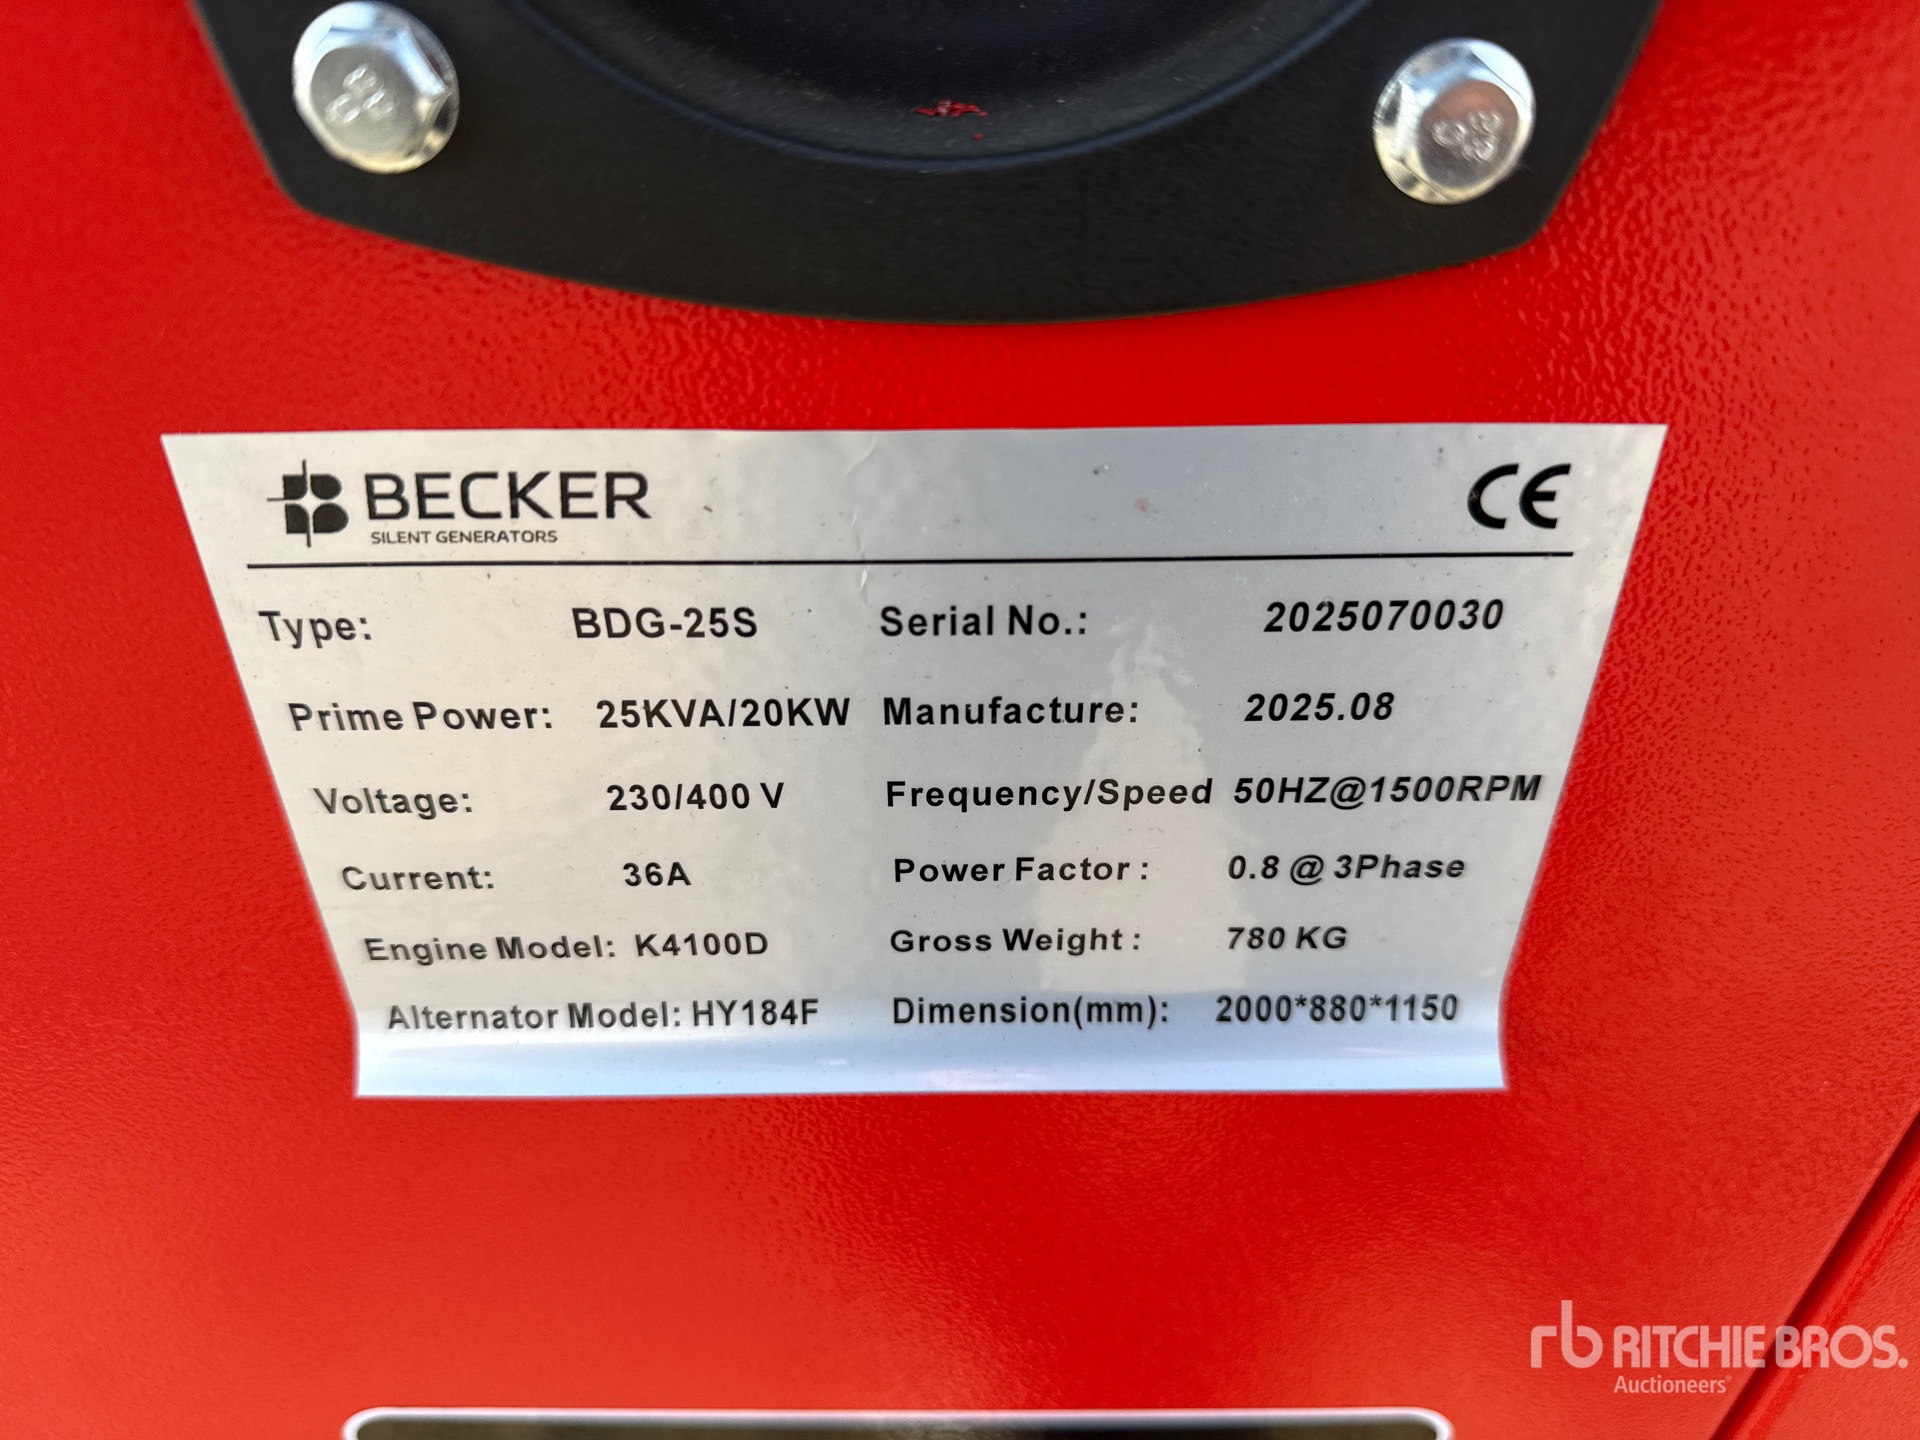 BECKER
SILENT GENERATORS
CE
Type: BDG-25S Serial No.: 2025070030
Prime Power: 25KVA/20KW Manufacture: 2025.08
Voltage: 230/400 V Frequency/Speed 50HZ@1500RPM
Current: 36A Power Factor : 0.8 @ 3Phase
Engine Model: K4100D Gross Weight : 780 KG
Alternator Model: HY184F Dimension(mm): 2000*880*1150
rb RITCHIE BROS.
Auctioneers